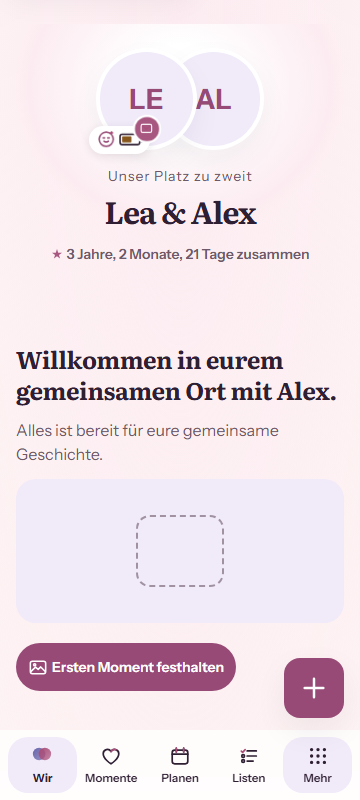 LE AL
Unser Platz zu zweit
Lea & Alex
★ 3 Jahre, 2 Monate, 21 Tage zusammen
Willkommen in eurem
gemeinsamen Ort mit Alex.
Alles ist bereit für eure gemeinsame
Geschichte.
Ersten Moment festhalten
Wir Momente Planen Listen Mehr